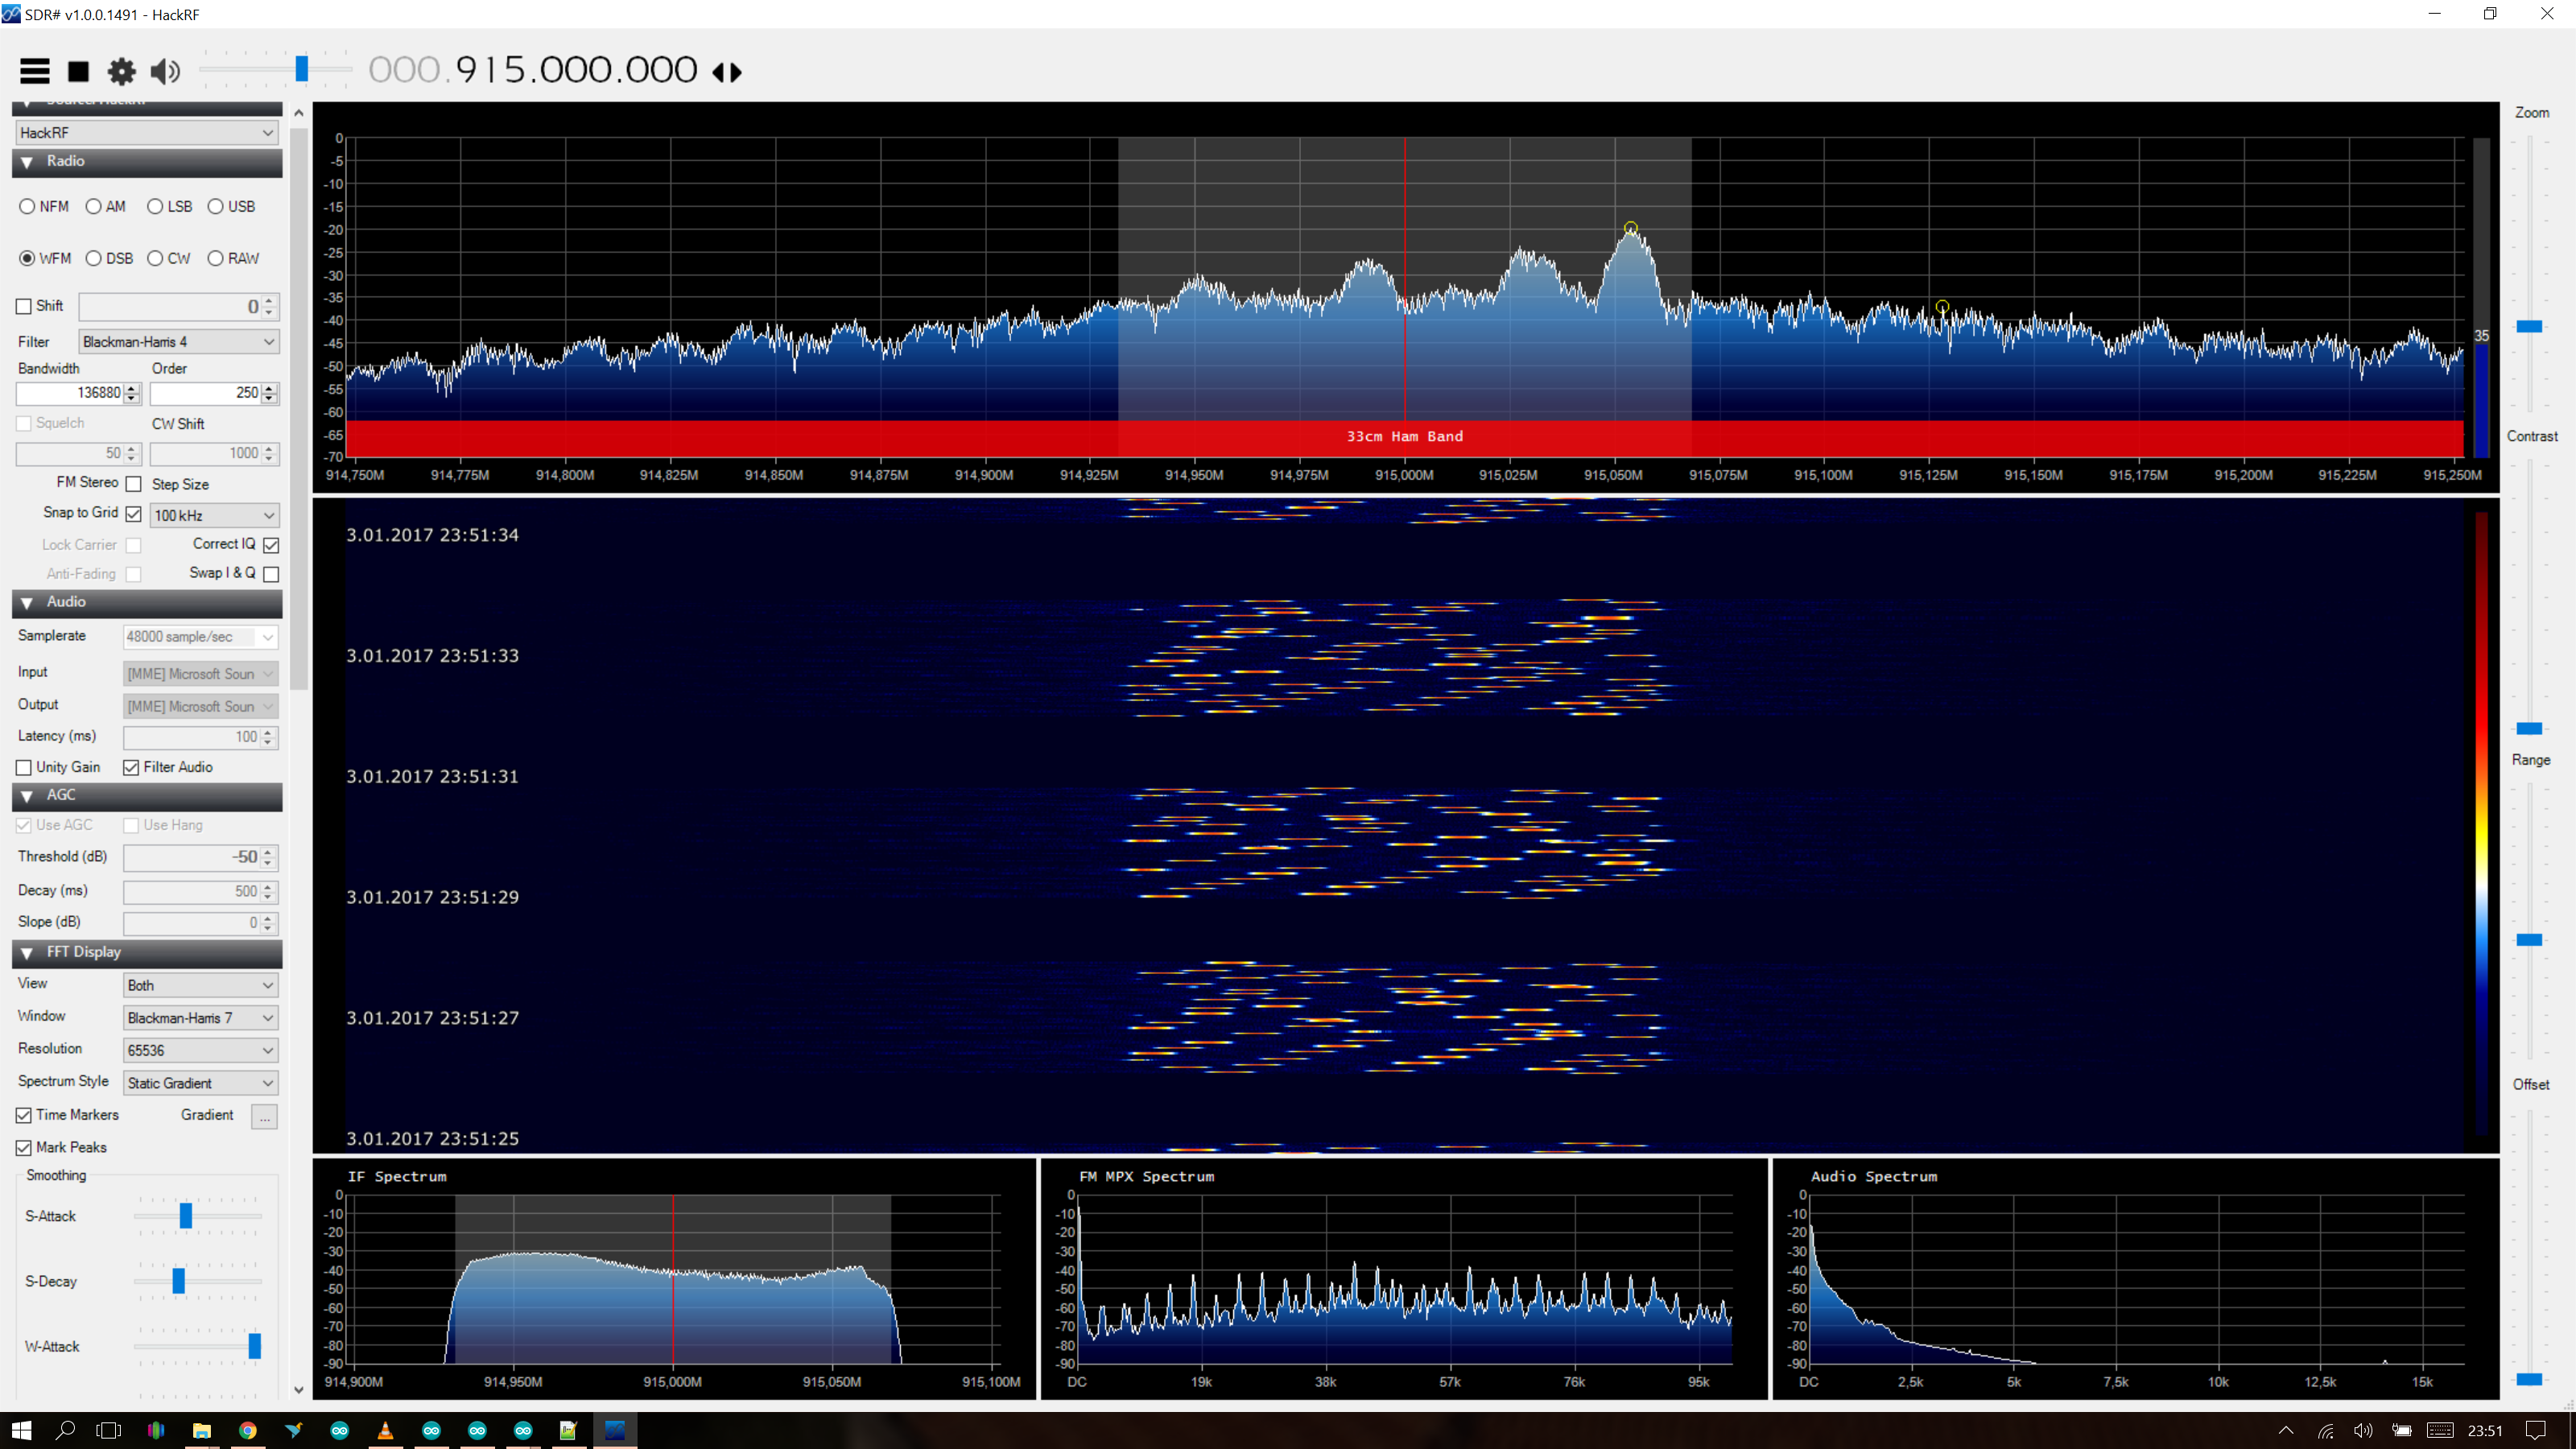 SDR# v1.0.0.1491 - HackRF
000.915.000.000
Source: HackRF
HackRF
Radio
NFM AM LSB USB
WFM DSB CW RAW
Shift 0
Filter Blackman-Harris 4
Bandwidth Order
136880 250
Squelch CW Shift
50 1000
FM Stereo Step Size
Snap to Grid 100 kHz
Lock Carrier Correct IQ
Anti-Fading Swap I & Q
Audio
Samplerate 48000 sample/sec
Input [MME] Microsoft Soun
Output [MME] Microsoft Soun
Latency (ms) 100
Unity Gain Filter Audio
AGC
Use AGC Use Hang
Threshold (dB) -50
Decay (ms) 500
Slope (dB) 0
FFT Display
View Both
Window Blackman-Harris 7
Resolution 65536
Spectrum Style Static Gradient
Time Markers Gradient ...
Mark Peaks
Smoothing
S-Attack
S-Decay
W-Attack
0
-5
-10
-15
-20
-25
-30
-35
-40
-45
-50
-55
-60
-65
-70
35
33cm Ham Band
914,750M 914,775M 914,800M 914,825M 914,850M 914,875M 914,900M 914,925M 914,950M 914,975M 915,000M 915,025M 915,050M 915,075M 915,100M 915,125M 915,150M 915,175M 915,200M 915,225M 915,250M
3.01.2017 23:51:34
3.01.2017 23:51:33
3.01.2017 23:51:31
3.01.2017 23:51:29
3.01.2017 23:51:27
3.01.2017 23:51:25
IF Spectrum
0
-10
-20
-30
-40
-50
-60
-70
-80
-90
914,900M 914,950M 915,000M 915,050M 915,100M
FM MPX Spectrum
0
-10
-20
-30
-40
-50
-60
-70
-80
-90
DC 19k 38k 57k 76k 95k
Audio Spectrum
0
-10
-20
-30
-40
-50
-60
-70
-80
-90
DC 2,5k 5k 7,5k 10k 12,5k 15k
Zoom
Contrast
Range
Offset
23:51